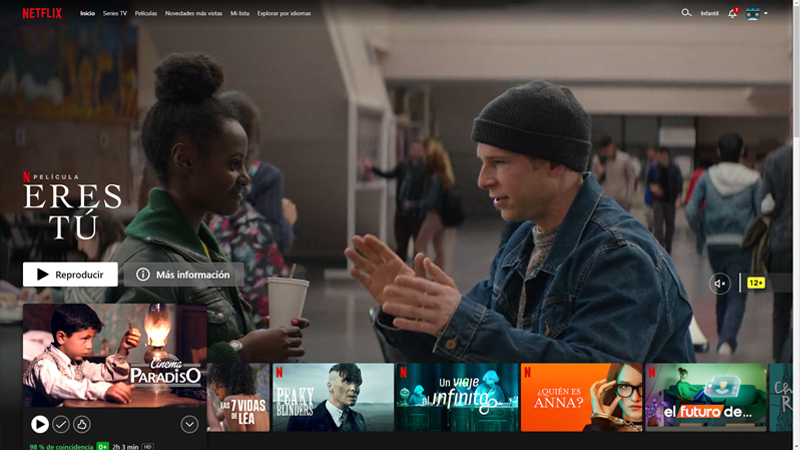 NETFLIX
Inicio Series TV Películas Novedades más vistas Mi lista Explorar por idiomas
Infantil
1
N PELÍCULA
ERES
TÚ
Reproducir
Más información
12+
Cinema
PARADISO
LAS 7 VIDAS
DE LÉA
N
PEAKY
BLINDERS
N
Un viaje
al infinito
N
¿QUIÉN ES
ANNA?
N
el futuro de...
98 % de coincidencia 0+ 2h 3 min HD